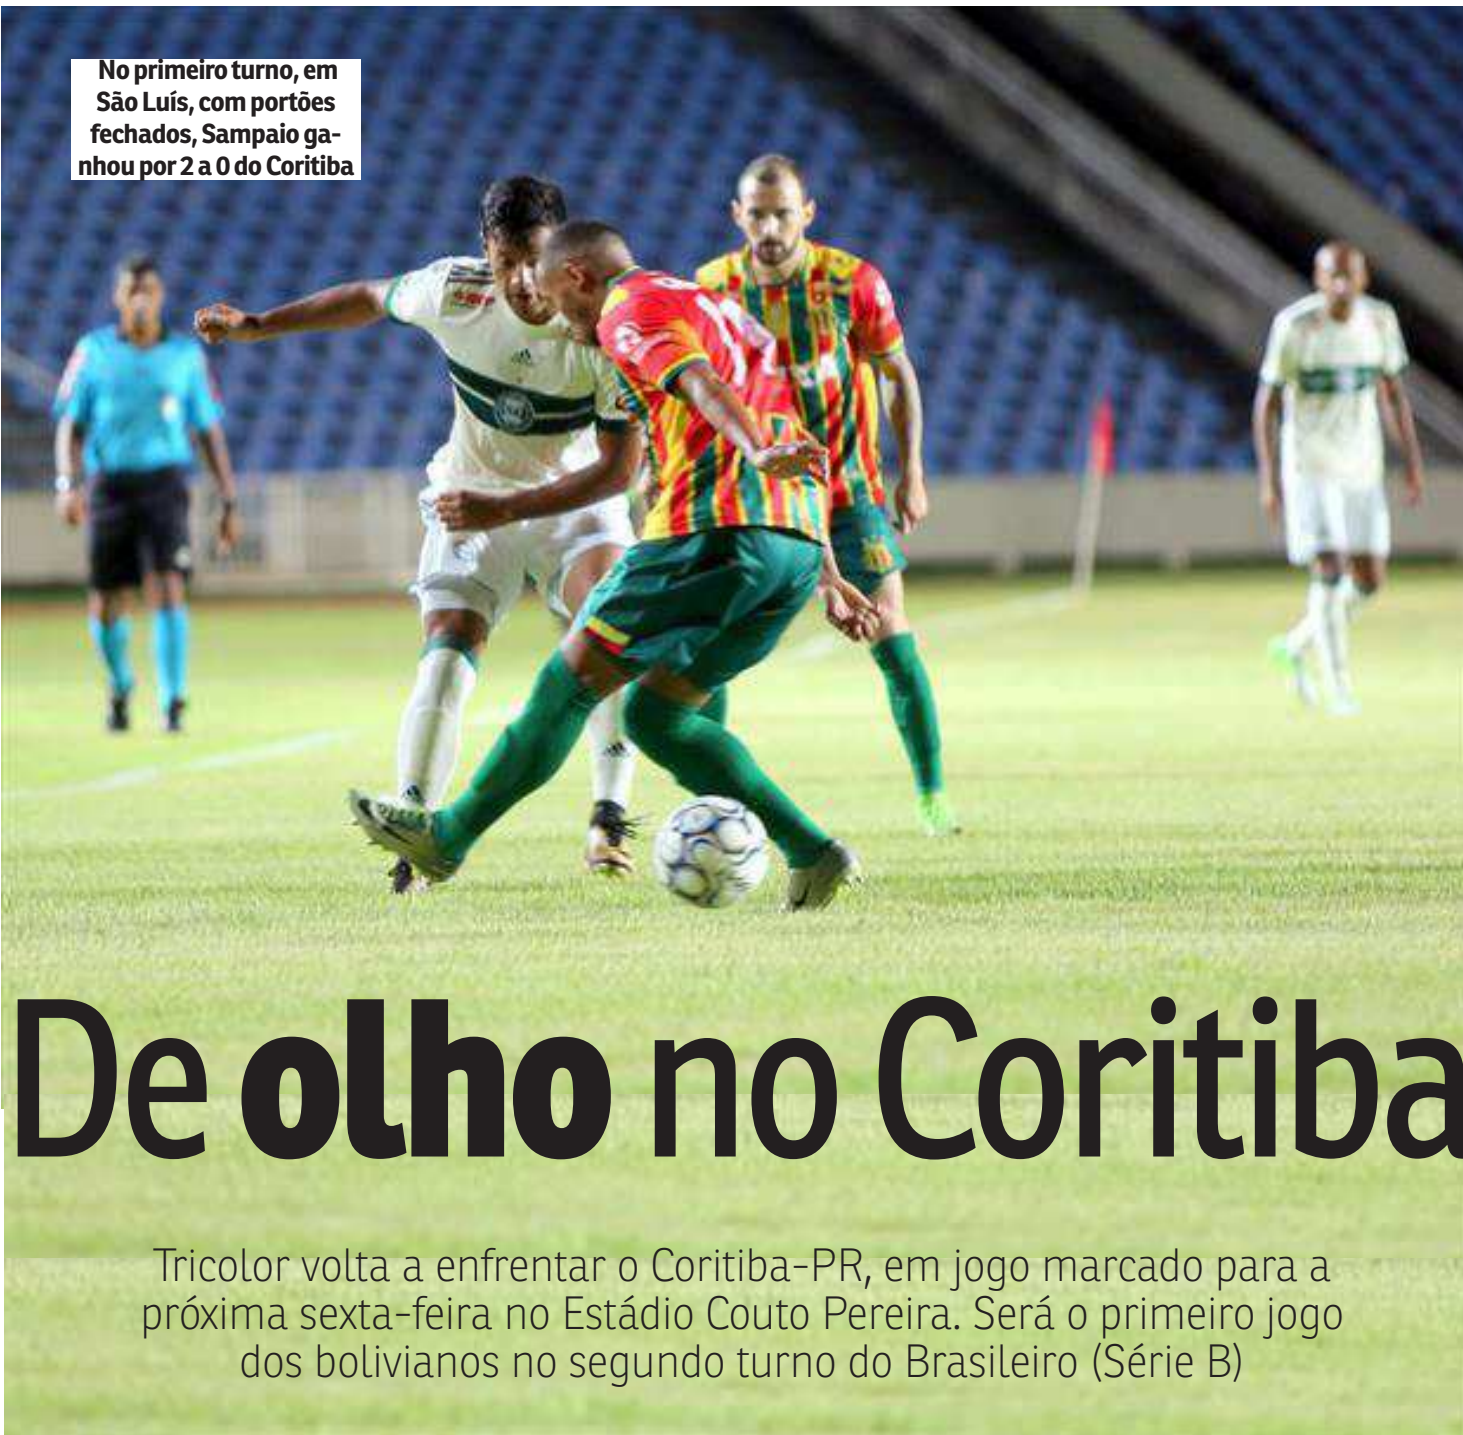 No primeiro turno, em
São Luís, com portões
fechados, Sampaio ga-
nhou por 2 a 0 do Coritiba
De olho no Coritiba
Tricolor volta a enfrentar o Coritiba-PR, em jogo marcado para a
próxima sexta-feira no Estádio Couto Pereira. Será o primeiro jogo
dos bolivianos no segundo turno do Brasileiro (Série B)